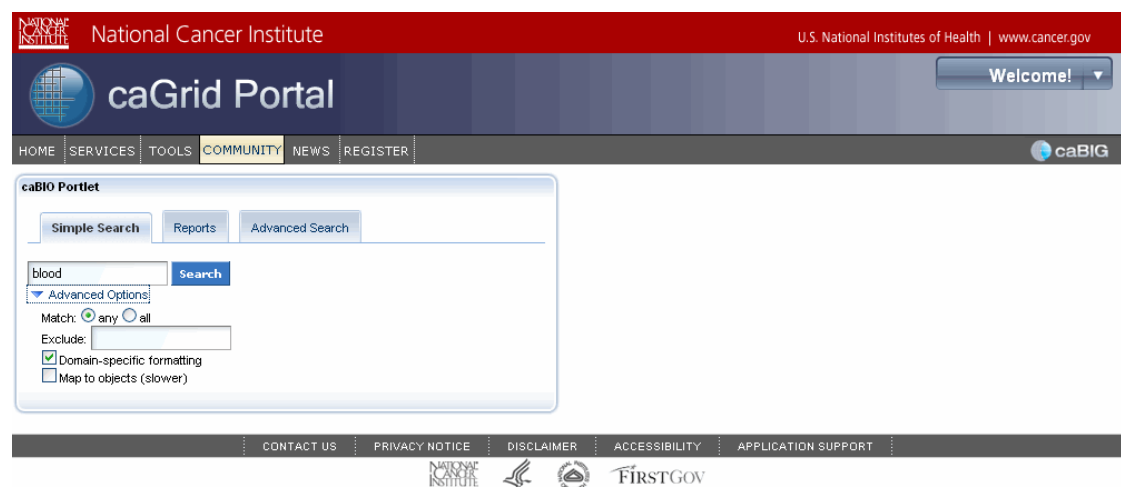 NATIONAL CANCER INSTITUTE National Cancer Institute U.S. National Institutes of Health | www.cancer.gov
caGrid Portal Welcome!
HOME SERVICES TOOLS COMMUNITY NEWS REGISTER caBIG
caBIO Portlet
Simple Search Reports Advanced Search
blood Search
Advanced Options
Match: any all
Exclude:
Domain-specific formatting
Map to objects (slower)
CONTACT US PRIVACY NOTICE DISCLAIMER ACCESSIBILITY APPLICATION SUPPORT
NATIONAL CANCER INSTITUTE FIRSTGOV